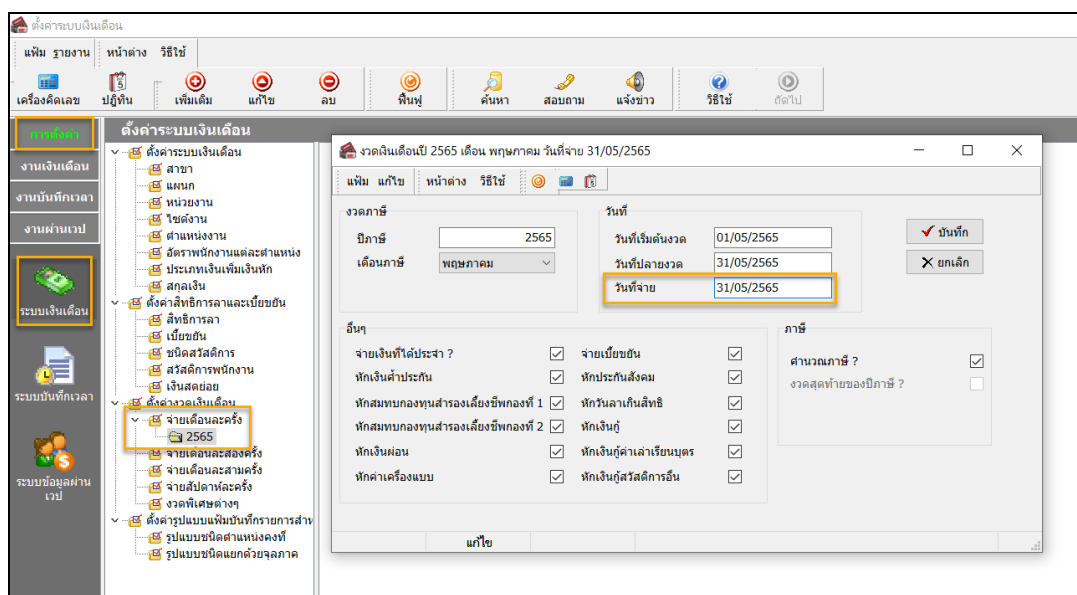 ตั้งค่าระบบเงินเดือน
แฟ้ม รายงาน หน้าต่าง วิธีใช้
เครื่องคิดเลข ปฏิทิน เพิ่มเติม แก้ไข ลบ ฟื้นฟู ค้นหา สอบถาม แจ้งข่าว วิธีใช้ ถัดไป
การตั้งค่า
งานเงินเดือน
งานบันทึกเวลา
งานผ่านเวป
ระบบเงินเดือน
ระบบบันทึกเวลา
ระบบข้อมูลผ่าน
เวป
ตั้งค่าระบบเงินเดือน
ตั้งค่าระบบเงินเดือน
สาขา
แผนก
หน่วยงาน
ไซด์งาน
ตำแหน่งงาน
อัตราพนักงานแต่ละตำแหน่ง
ประเภทเงินเพิ่มเงินหัก
สกุลเงิน
ตั้งค่าสิทธิการลาและเบี้ยขยัน
สิทธิการลา
เบี้ยขยัน
ชนิดสวัสดิการ
สวัสดิการพนักงาน
เงินสดย่อย
ตั้งค่างวดเงินเดือน
จ่ายเดือนละครั้ง
2565
จ่ายเดือนละสองครั้ง
จ่ายเดือนละสามครั้ง
จ่ายสัปดาห์ละครั้ง
งวดพิเศษต่างๆ
ตั้งค่ารูปแบบแฟ้มบันทึกรายการสำห
รูปแบบชนิดตำแหน่งคงที่
รูปแบบชนิดแยกด้วยจุลภาค
งวดเงินเดือนปี 2565 เดือน พฤษภาคม วันที่จ่าย 31/05/2565
แฟ้ม แก้ไข หน้าต่าง วิธีใช้
งวดภาษี
ปีภาษี 2565
เดือนภาษี พฤษภาคม
วันที่
วันที่เริ่มต้นงวด 01/05/2565
วันที่ปลายงวด 31/05/2565
วันที่จ่าย 31/05/2565
บันทึก
ยกเลิก
อื่นๆ
จ่ายเงินที่ได้ประจำ ? จ่ายเบี้ยขยัน
หักเงินค้ำประกัน หักประกันสังคม
หักสมทบกองทุนสำรองเลี้ยงชีพกองที่ 1 หักวันลาเกินสิทธิ
หักสมทบกองทุนสำรองเลี้ยงชีพกองที่ 2 หักเงินกู้
หักเงินผ่อน หักเงินกู้ค่าเล่าเรียนบุตร
หักค่าเครื่องแบบ หักเงินกู้สวัสดิการอื่น
ภาษี
คำนวณภาษี ?
งวดสุดท้ายของปีภาษี ?
แก้ไข